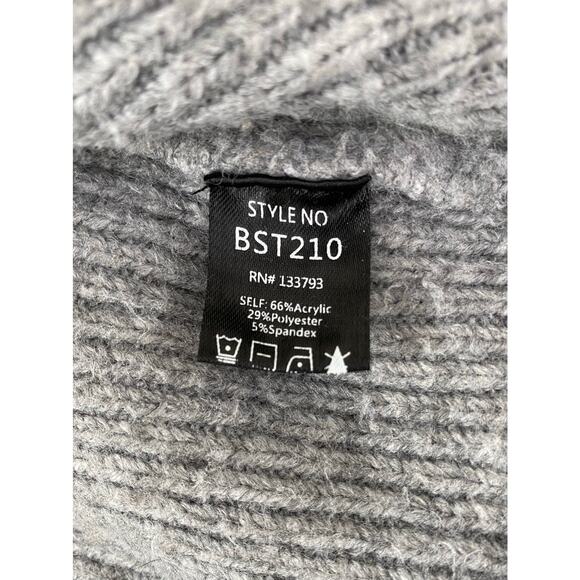 STYLE NO
BST210
RN# 133793
SELF: 66%Acrylic
29%Polyester
5%Spandex